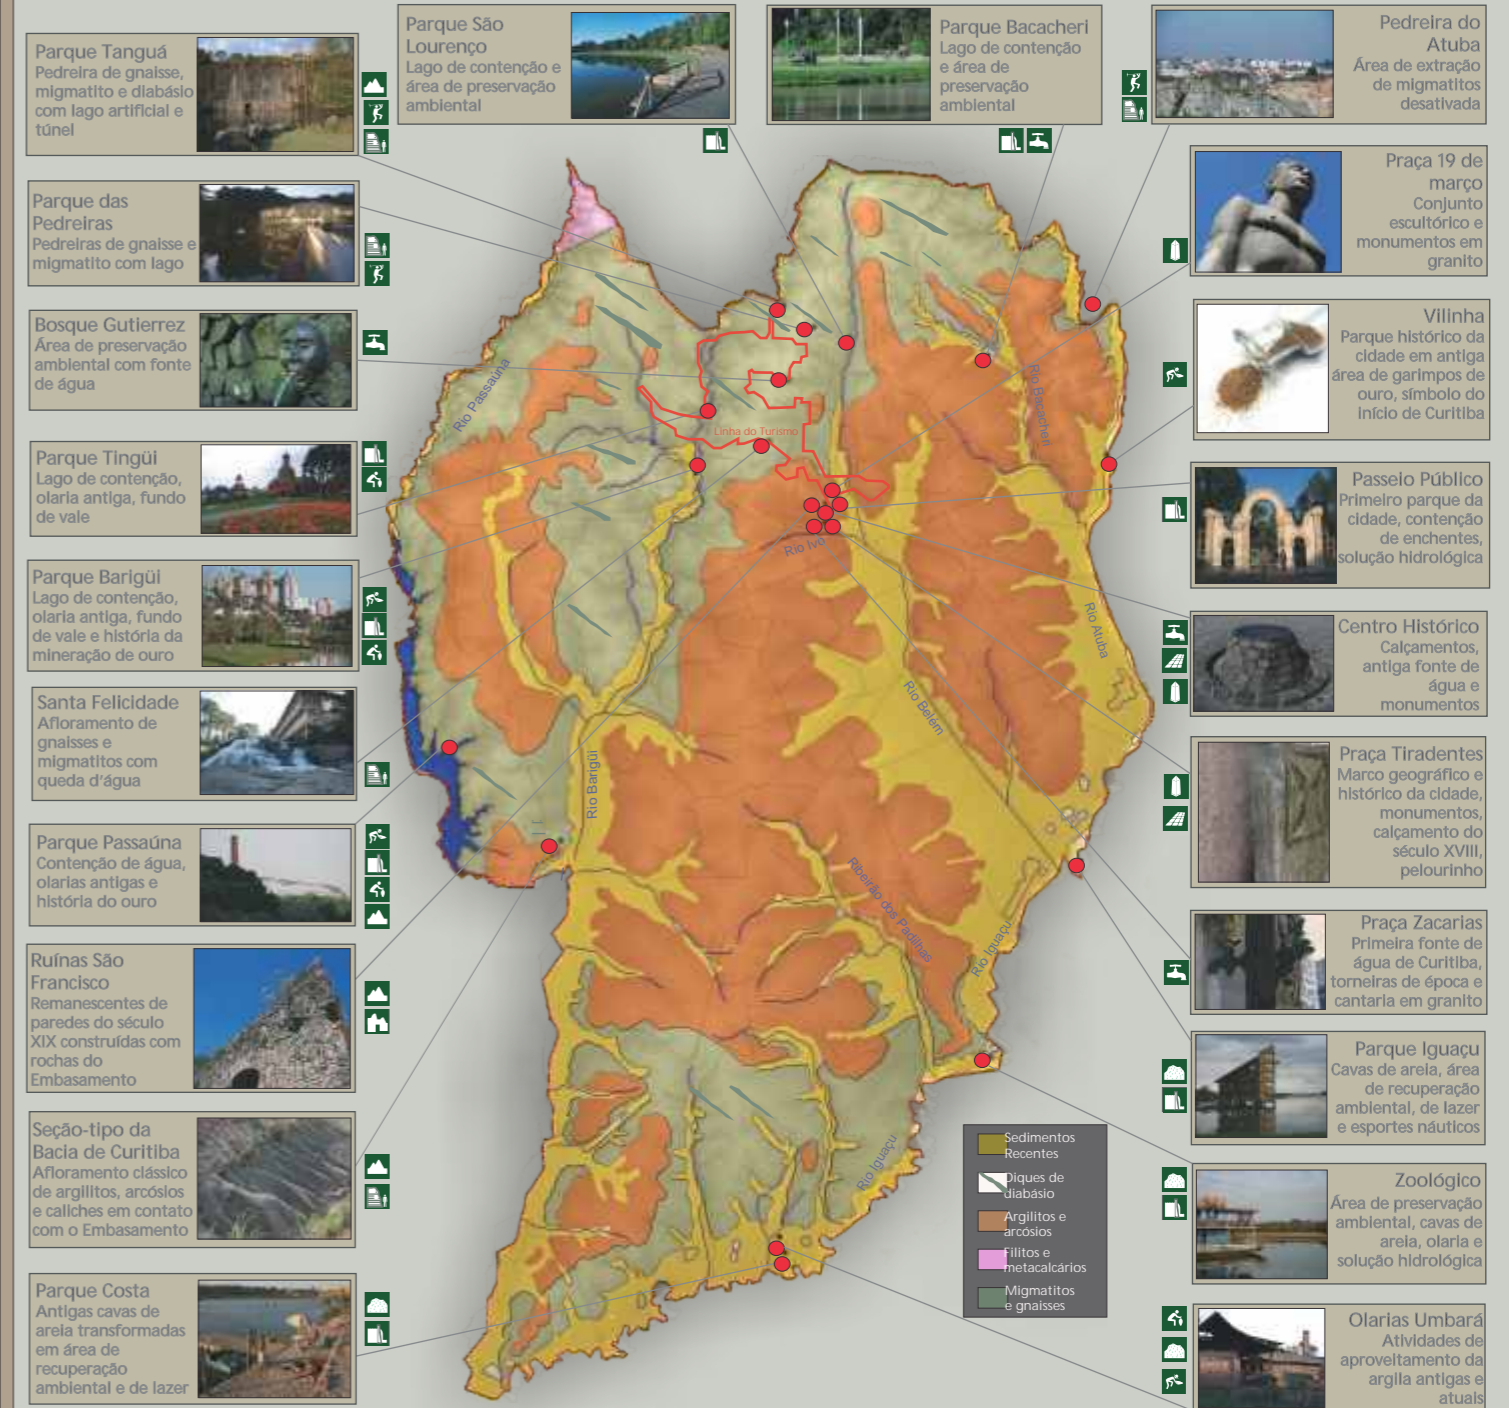 Parque Tanguá
Pedreira de gnaisse,
migmatito e diabásio
com lago artificial e
túnel
Parque São
Lourenço
Lago de contenção e
área de preservação
ambiental
Parque Bacacheri
Lago de contenção
e área de
preservação
ambiental
Pedreira do
Atuba
Área de extração
de migmatitos
desativada
Parque das
Pedreiras
Pedreiras de gnaisse e
migmatito com lago
Bosque Gutierrez
Área de preservação
ambiental com fonte
de água
Parque Tingüi
Lago de contenção,
olaria antiga, fundo
de vale
Parque Barigüi
Lago de contenção,
olaria antiga, fundo
de vale e história da
mineração de ouro
Santa Felicidade
Afloramento de
gnaisses e
migmatitos com
queda d'água
Parque Passaúna
Contenção de água,
olarias antigas e
história do ouro
Ruínas São
Francisco
Remanescentes de
paredes do século
XIX construídas com
rochas do
Embasamento
Seção-tipo da
Bacia de Curitiba
Afloramento clássico
de argilitos, arcósios
e caliches em contato
com o Embasamento
Parque Costa
Antigas cavas de
areia transformadas
em área de
recuperação
ambiental e de lazer
Rio Passauna
Linha do Turismo
Rio Bacacheri
Rio Ivo
Rio Atuba
Rio Belém
Rio Barigüi
Ribeirão dos Padilhas
Rio Iguaçu
Rio Iguaçu
Sedimentos
Recentes
Diques de
diabásio
Argilitos e
arcósios
Filitos e
metacalcários
Migmatitos
e gnaisses
Praça 19 de
março
Conjunto
escultórico e
monumentos em
granito
Vilinha
Parque histórico da
cidade em antiga
área de garimpos de
ouro, símbolo do
início de Curitiba
Passeio Público
Primeiro parque da
cidade, contenção
de enchentes,
solução hidrológica
Centro Histórico
Calçamentos,
antiga fonte de
água e
monumentos
Praça Tiradentes
Marco geográfico e
histórico da cidade,
monumentos,
calçamento do
século XVIII,
pelourinho
Praça Zacarias
Primeira fonte de
água de Curitiba,
torneiras de época e
cantaria em granito
Parque Iguaçu
Cavas de areia, área
de recuperação
ambiental, de lazer
e esportes náuticos
Zoológico
Área de preservação
ambiental, cavas de
areia, olaria e
solução hidrológica
Olarias Umbará
Atividades de
aproveitamento da
argila antigas e
atuais